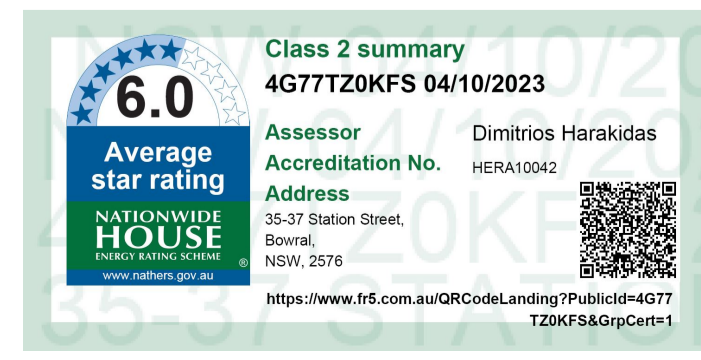 6.0
Average
star rating
NATIONWIDE
HOUSE
ENERGY RATING SCHEME
®
www.nathers.gov.au
Class 2 summary
4G77TZ0KFS 04/10/2023
Assessor Dimitrios Harakidas
Accreditation No. HERA10042
Address
35-37 Station Street,
Bowral,
NSW, 2576
https://www.fr5.com.au/QRCodeLanding?PublicId=4G77
TZ0KFS&GrpCert=1